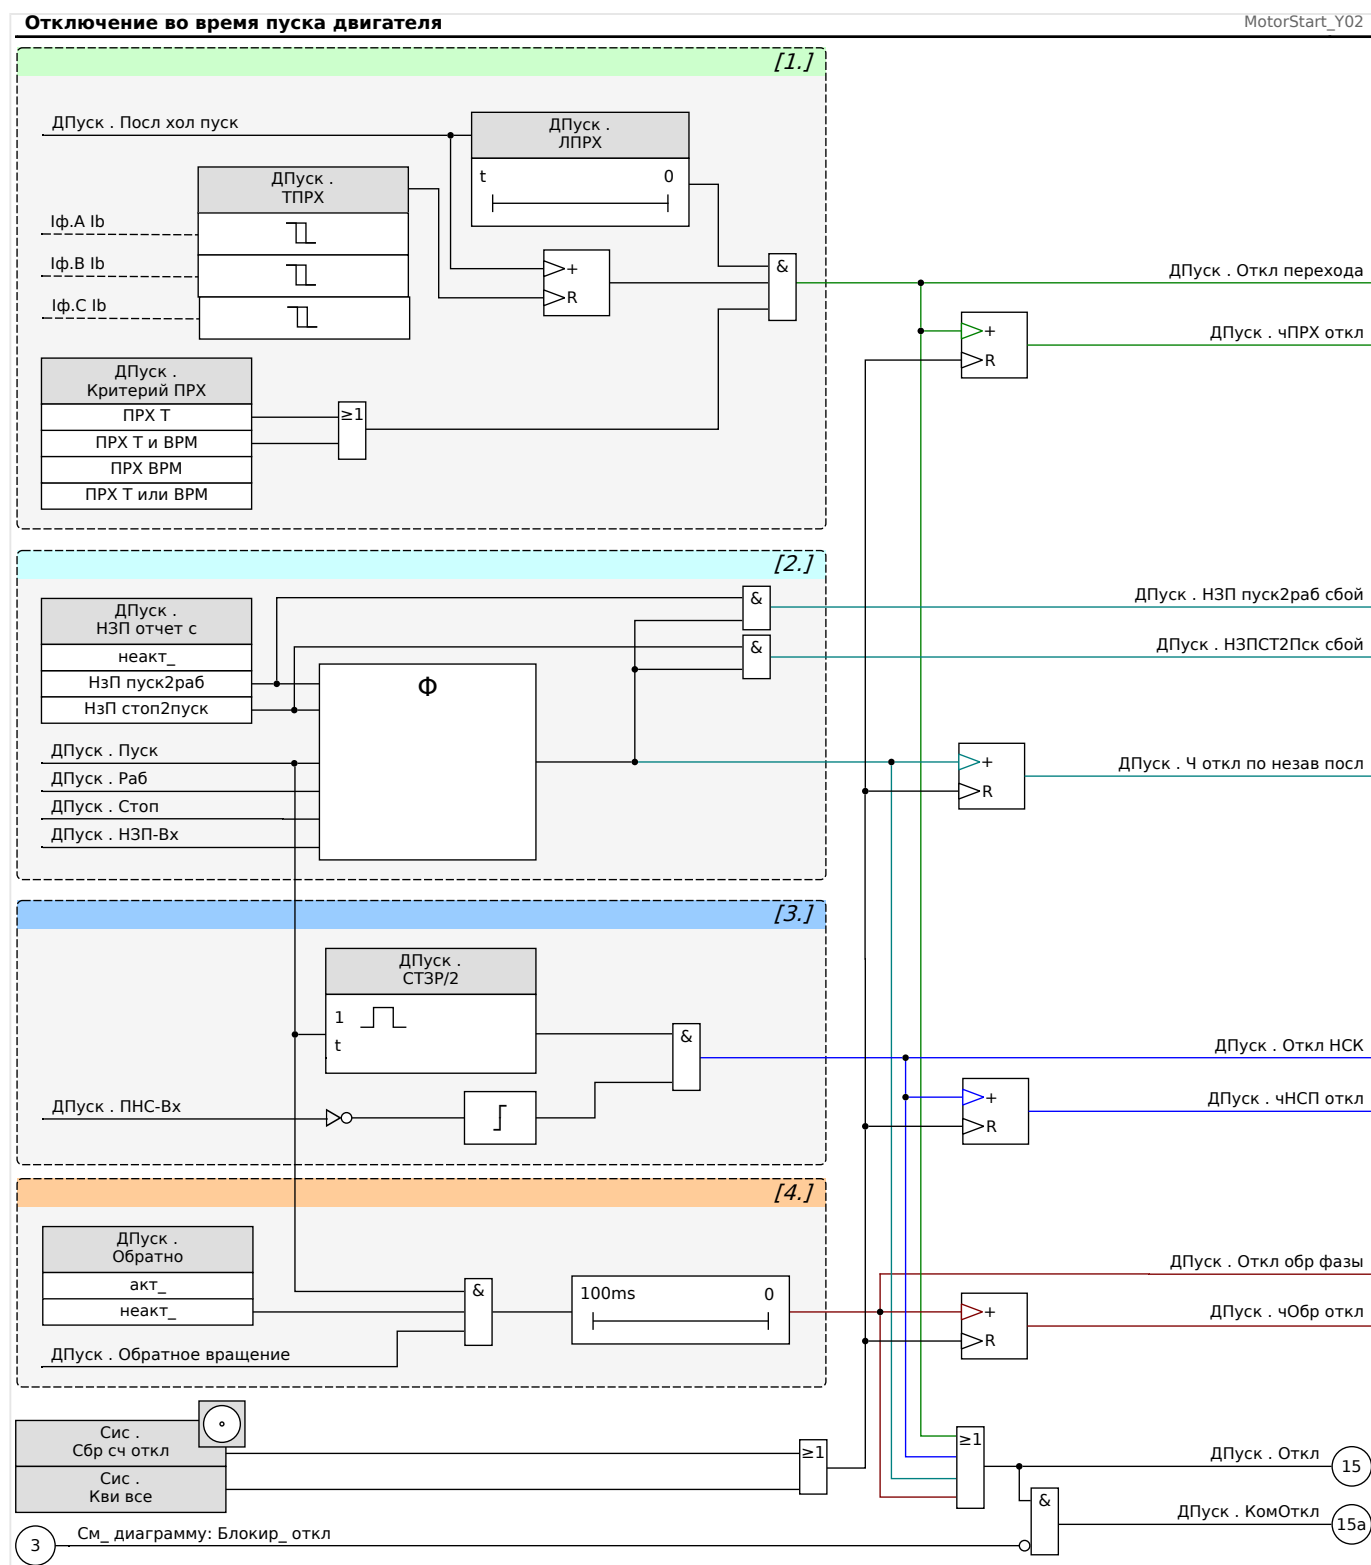 Отключение во время пуска двигателя
MotorStart_Y02
[1.]
ДПуск . Посл хол пуск
ДПуск .
ЛПРХ
t 0
ДПуск .
ТПРХ
Iф.A Ib
Iф.B Ib
Iф.C Ib
+
R
&
ДПуск . Откл перехода
+
R
ДПуск . чПРХ откл
ДПуск .
Критерий ПРХ
ПРХ Т
ПРХ Т и ВРМ
ПРХ ВРМ
ПРХ Т или ВРМ
≥1
[2.]
ДПуск .
НЗП отчет с
неакт_
НзП пуск2раб
НзП стоп2пуск
Φ
&
&
ДПуск . НЗП пуск2раб сбой
ДПуск . НЗПСТ2Пск сбой
ДПуск . Пуск
ДПуск . Раб
ДПуск . Стоп
ДПуск . НЗП-Вх
+
R
ДПуск . Ч откл по незав посл
[3.]
ДПуск .
СТЗР/2
1
t
&
ДПуск . ПНС-Вх
ДПуск . Откл НСК
+
R
ДПуск . чНСП откл
[4.]
ДПуск .
Обратно
акт_
неакт_
ДПуск . Обратное вращение
&
100ms 0
ДПуск . Откл обр фазы
+
R
ДПуск . чОбр откл
Сис .
Сбр сч откл
Сис .
Кви все
≥1
≥1
ДПуск . Откл
15
&
ДПуск . КомОткл
15a
3
См_ диаграмму: Блокир_ откл